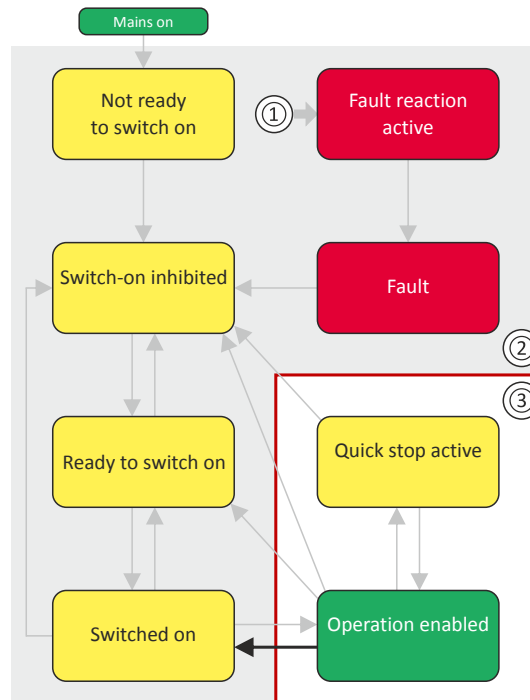 Mains on
Not ready
to switch on
①
Fault reaction
active
Switch-on inhibited
Fault
②
③
Ready to switch on
Quick stop active
Switched on
Operation enabled